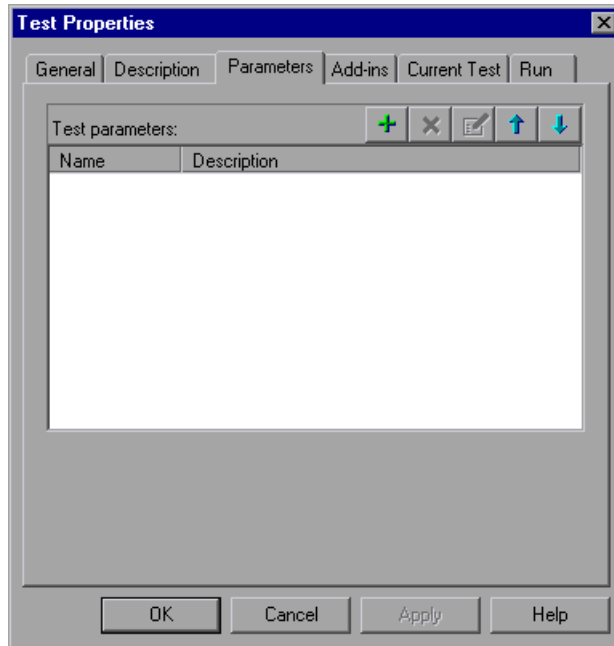 Test Properties
General Description Parameters Add-ins Current Test Run
Test parameters:
Name Description
OK Cancel Apply Help